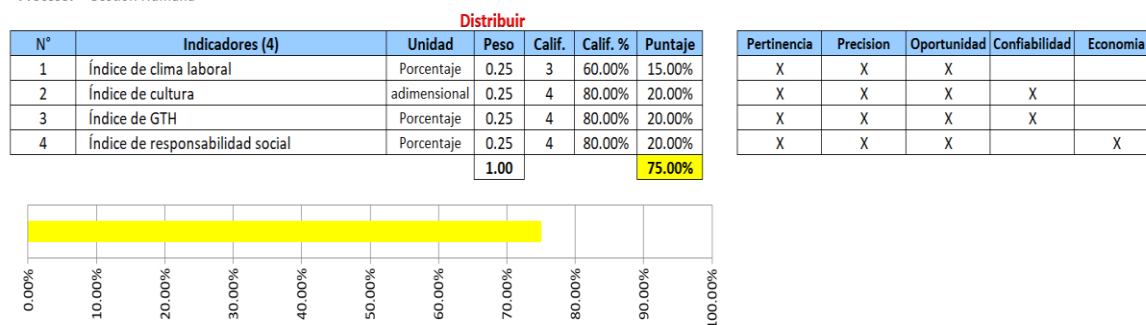 Distribuir
N° Indicadores (4) Unidad Peso Calif. Calif. % Puntaje Pertinencia Precision Oportunidad Confiabilidad Economia
1 Índice de clima laboral Porcentaje 0.25 3 60.00% 15.00% X X X
2 Índice de cultura adimensional 0.25 4 80.00% 20.00% X X X X
3 Índice de GTH Porcentaje 0.25 4 80.00% 20.00% X X X X
4 Índice de responsabilidad social Porcentaje 0.25 4 80.00% 20.00% X X X X
1.00 75.00%
0.00% 10.00% 20.00% 30.00% 40.00% 50.00% 60.00% 70.00% 80.00% 90.00% 100.00%